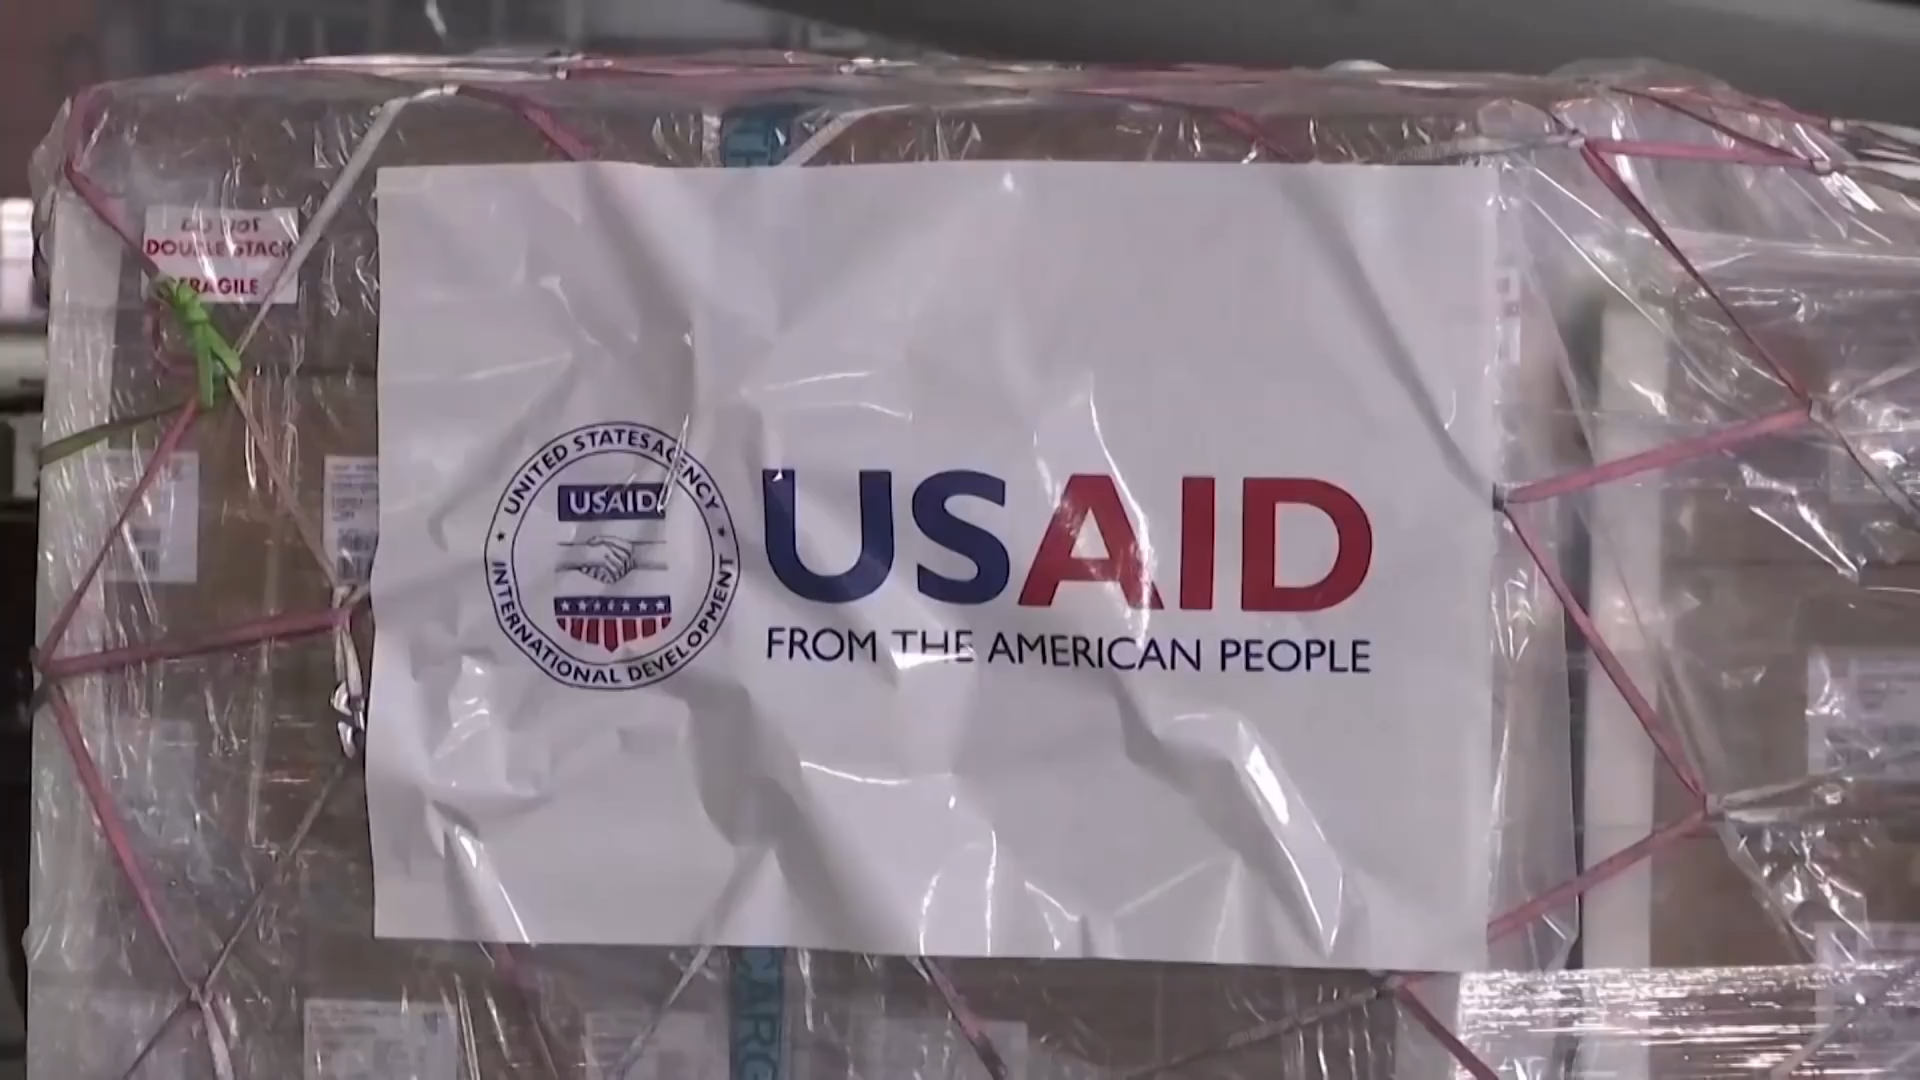 DO NOT
DOUBLE STACK
FRAGILE
UNITED STATES AGENCY
USAID
INTERNATIONAL DEVELOPMENT
USAID
FROM THE AMERICAN PEOPLE